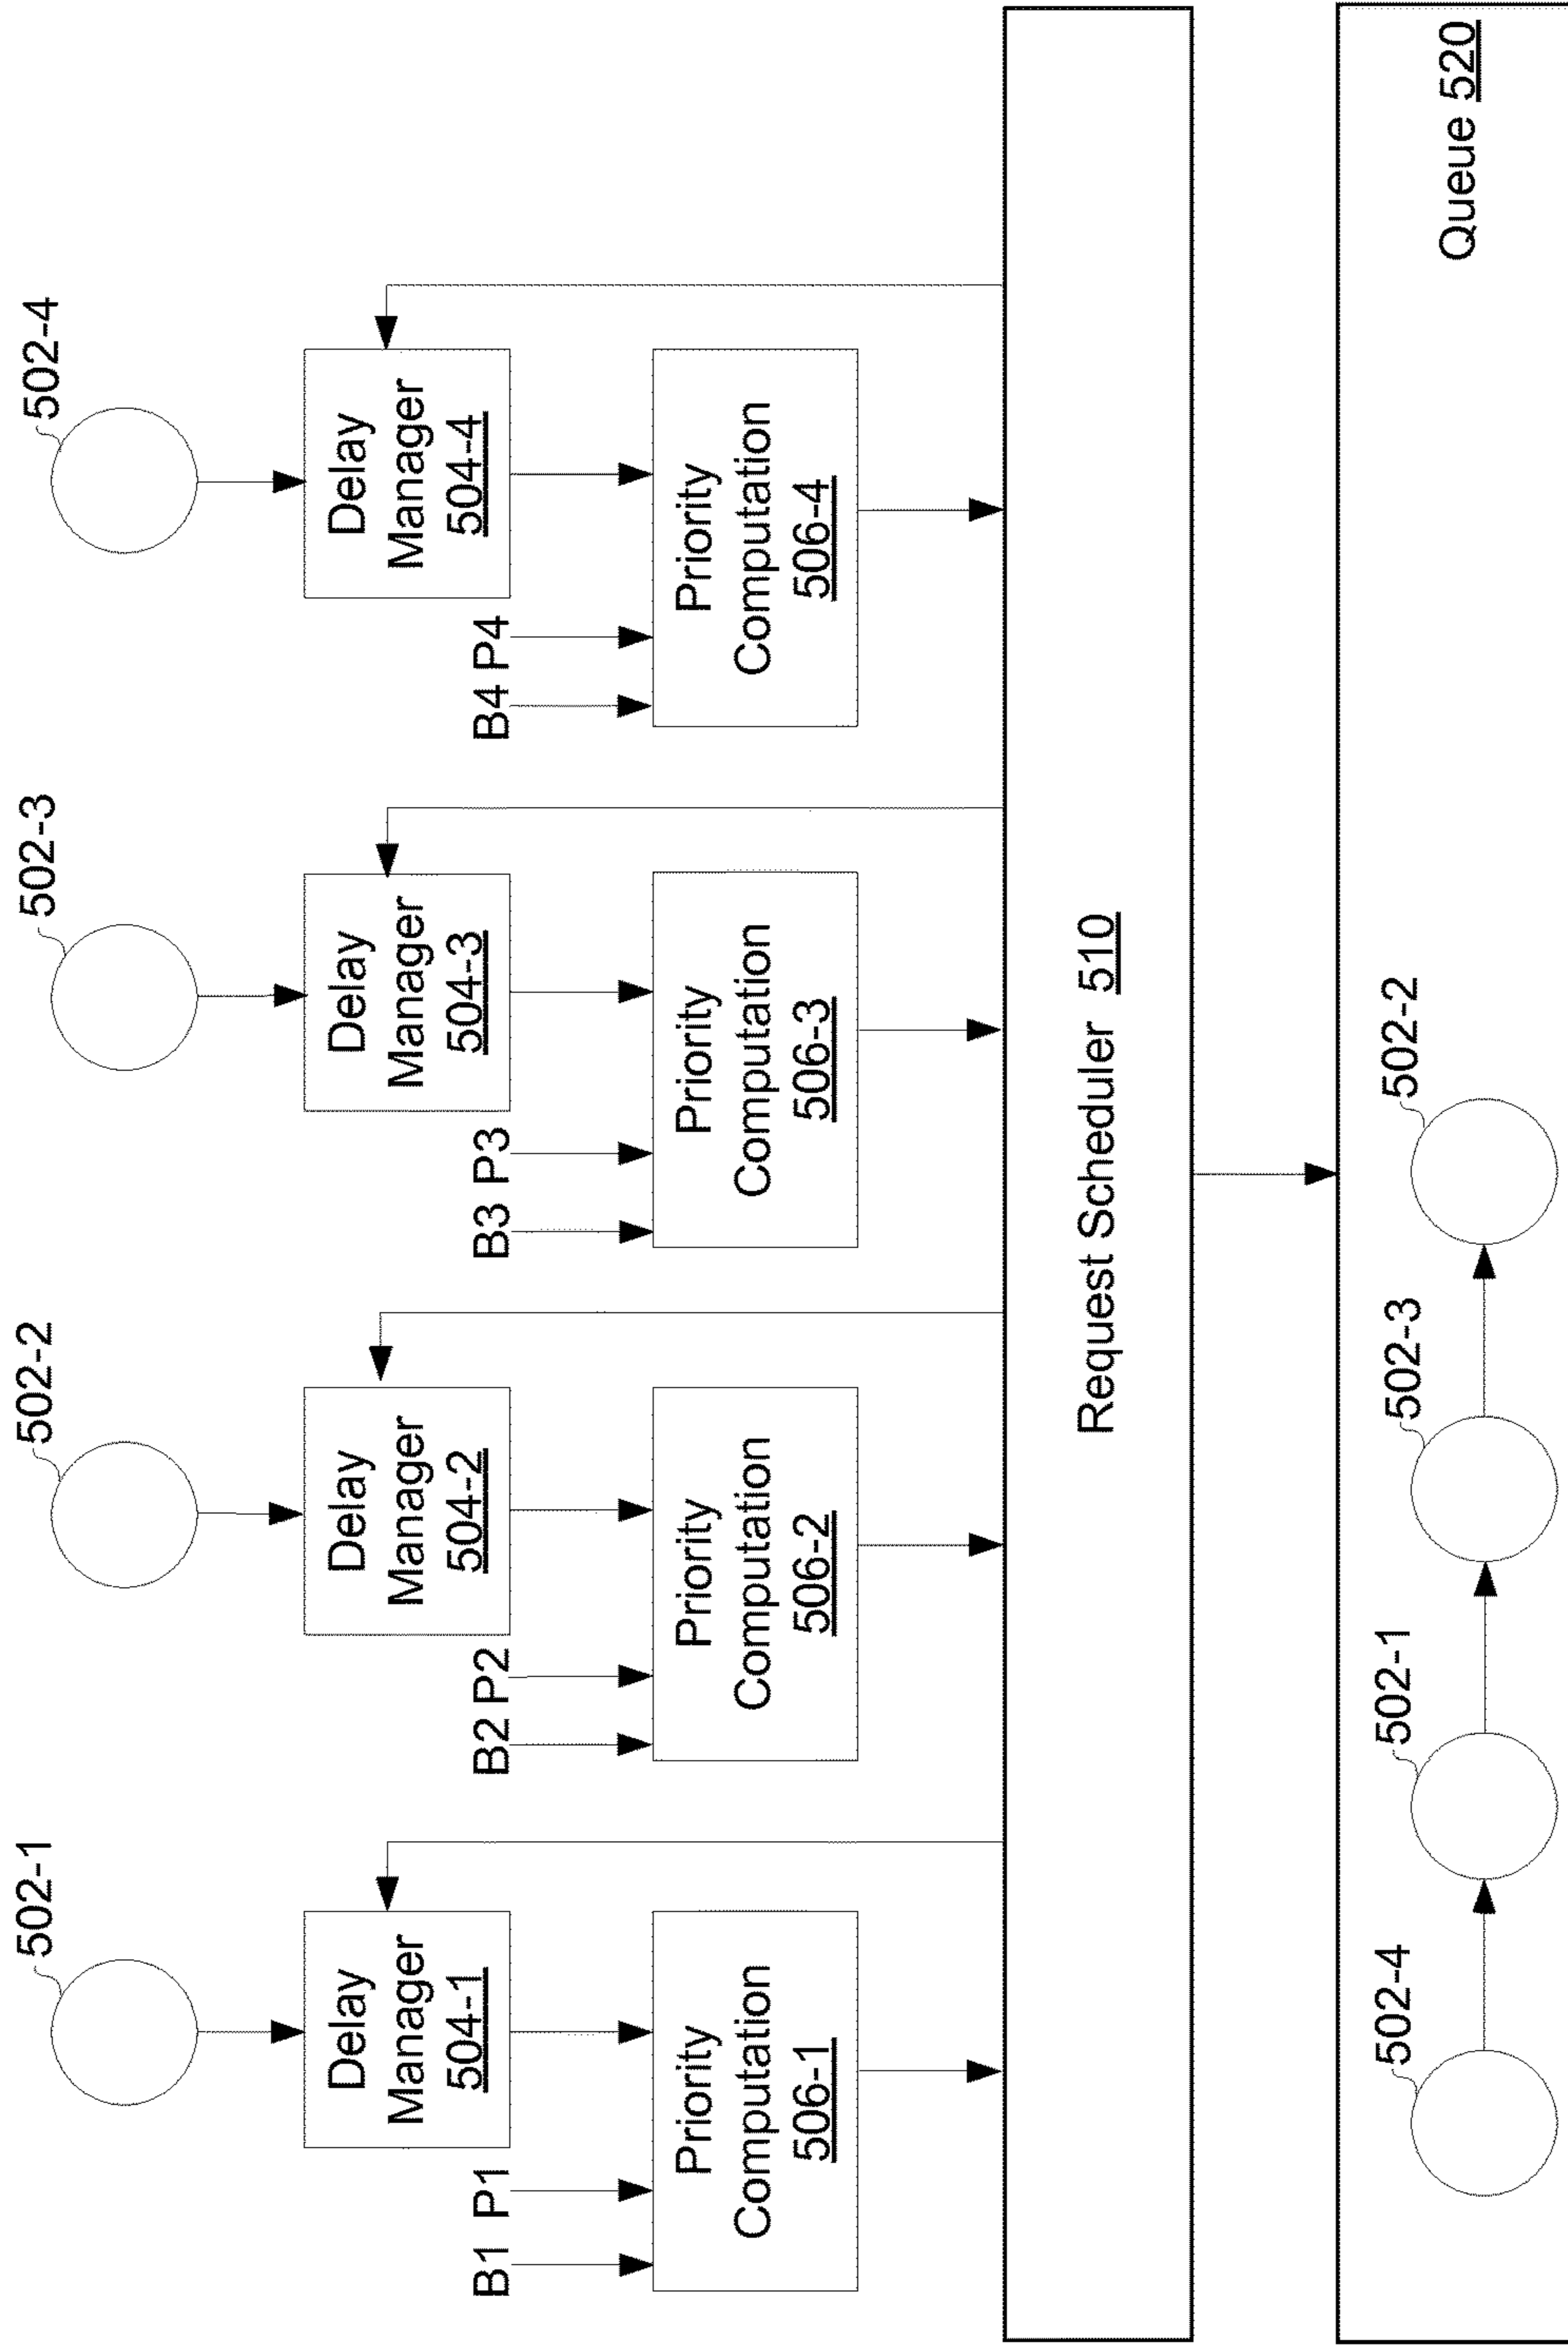 502-1
502-2
502-3
502-4
Delay
Manager
504-1
Delay
Manager
504-2
Delay
Manager
504-3
Delay
Manager
504-4
B1 P1
B2 P2
B3 P3
B4 P4
Priority
Computation
506-1
Priority
Computation
506-2
Priority
Computation
506-3
Priority
Computation
506-4
Request Scheduler 510
502-4
502-1
502-3
502-2
Queue 520